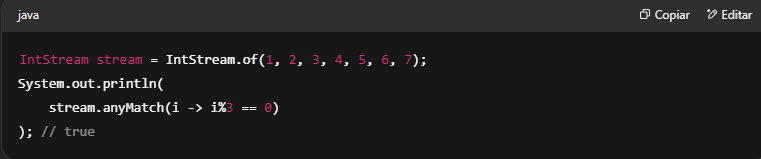 java
Copiar
Editar
IntStream stream = IntStream.of(1, 2, 3, 4, 5, 6, 7);
System.out.println(
    stream.anyMatch(i -> i%3 == 0)
); // true